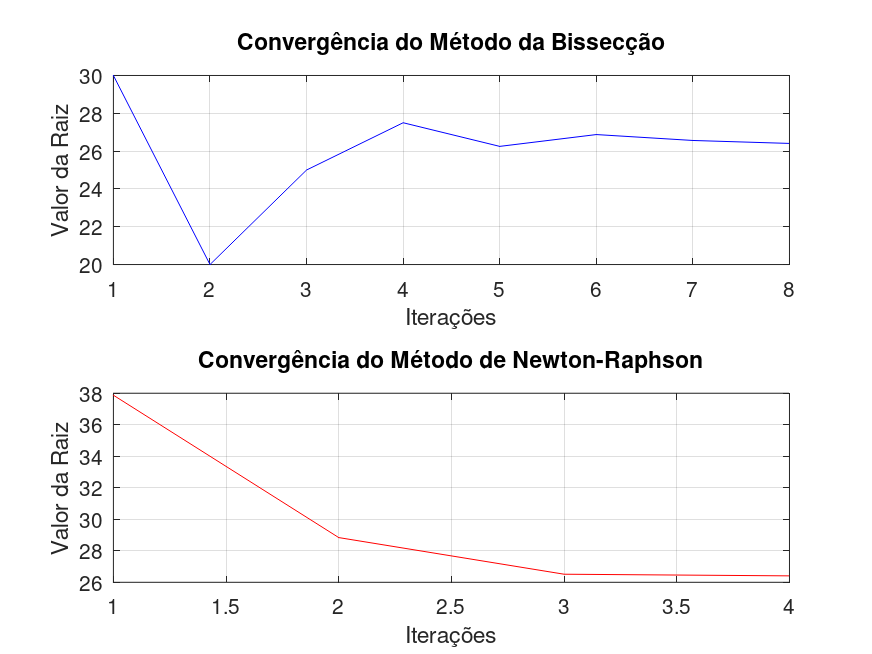 Convergência do Método da Bissecção
Valor da Raiz
30
28
26
24
22
20
1 2 3 4 5 6 7 8
Iterações
Convergência do Método de Newton-Raphson
Valor da Raiz
38
36
34
32
30
28
26
1 1.5 2 2.5 3 3.5 4
Iterações